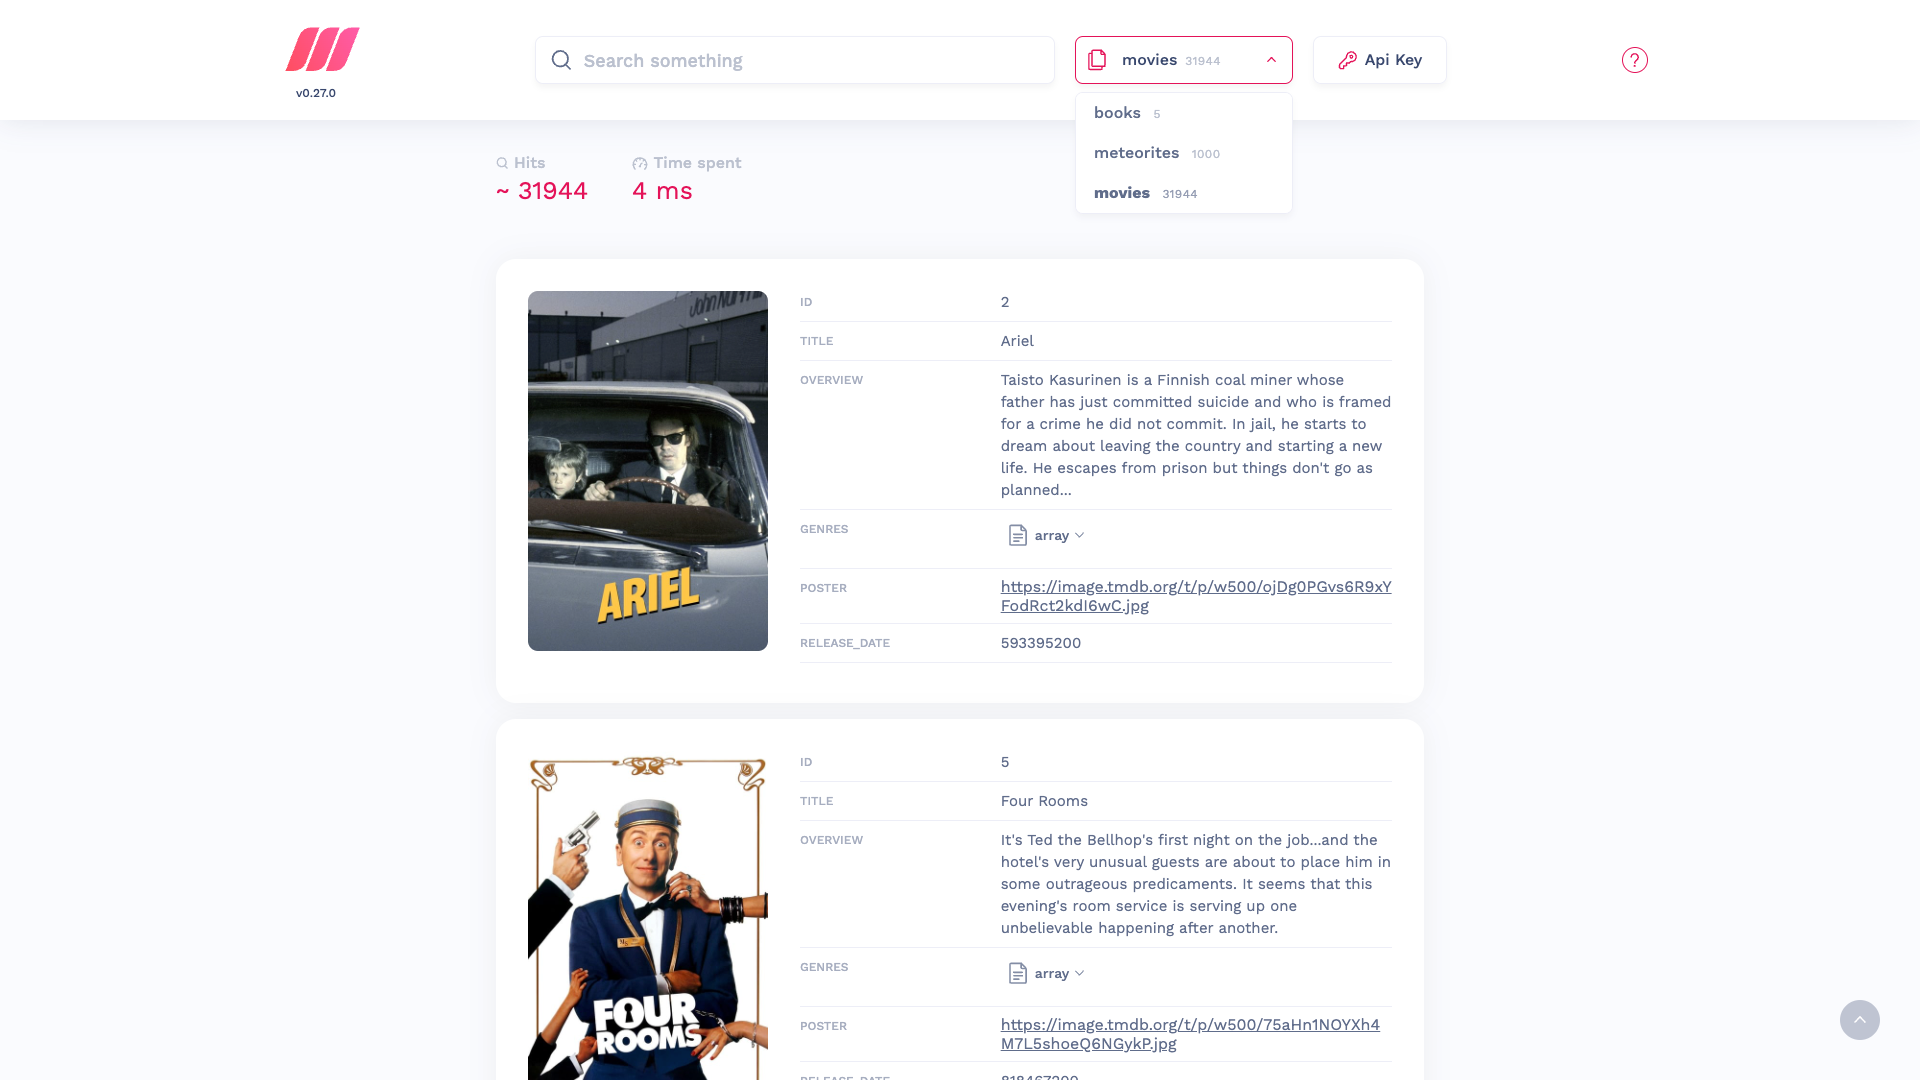 v0.27.0
Search something
movies 31944
Api Key
books 5
meteorites 1000
movies 31944
Hits
~ 31944
Time spent
4 ms
ARIEL
ID 2
TITLE Ariel
OVERVIEW Taisto Kasurinen is a Finnish coal miner whose
father has just committed suicide and who is framed
for a crime he did not commit. In jail, he starts to
dream about leaving the country and starting a new
life. He escapes from prison but things don't go as
planned...
GENRES array
POSTER https://image.tmdb.org/t/p/w500/ojDg0PGvs6R9xY
FodRct2kdI6wC.jpg
RELEASE_DATE 593395200
FOUR
ROOMS
ID 5
TITLE Four Rooms
OVERVIEW It's Ted the Bellhop's first night on the job...and the
hotel's very unusual guests are about to place him in
some outrageous predicaments. It seems that this
evening's room service is serving up one
unbelievable happening after another.
GENRES array
POSTER https://image.tmdb.org/t/p/w500/75aHn1NOYXh4
M7L5shoeQ6NGykP.jpg
RELEASE_DATE 818467200